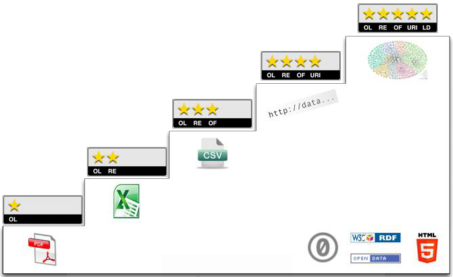 OL RE OF URI LD
OL RE OF URI
http://data...
OL RE OF
CSV
OL RE
OL
PDF
W3C RDF
HTML
5
OPEN DATA
0